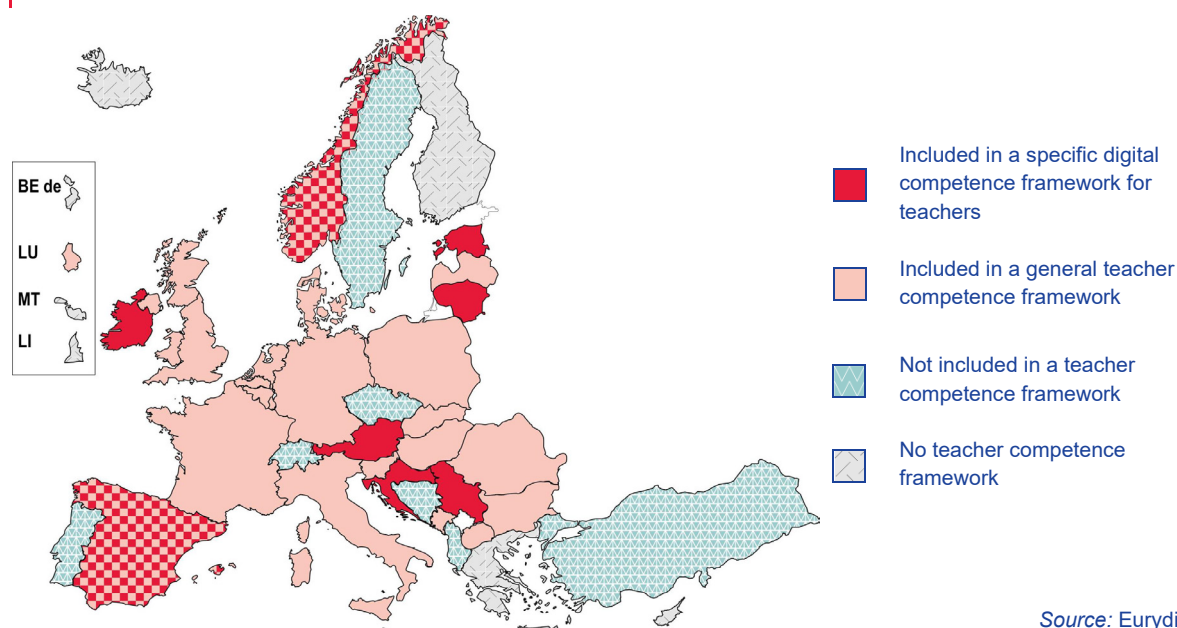 BE de
LU
MT
LI
Included in a specific digital
competence framework for
teachers
Included in a general teacher
competence framework
Not included in a teacher
competence framework
No teacher competence
framework
Source: Eurydi